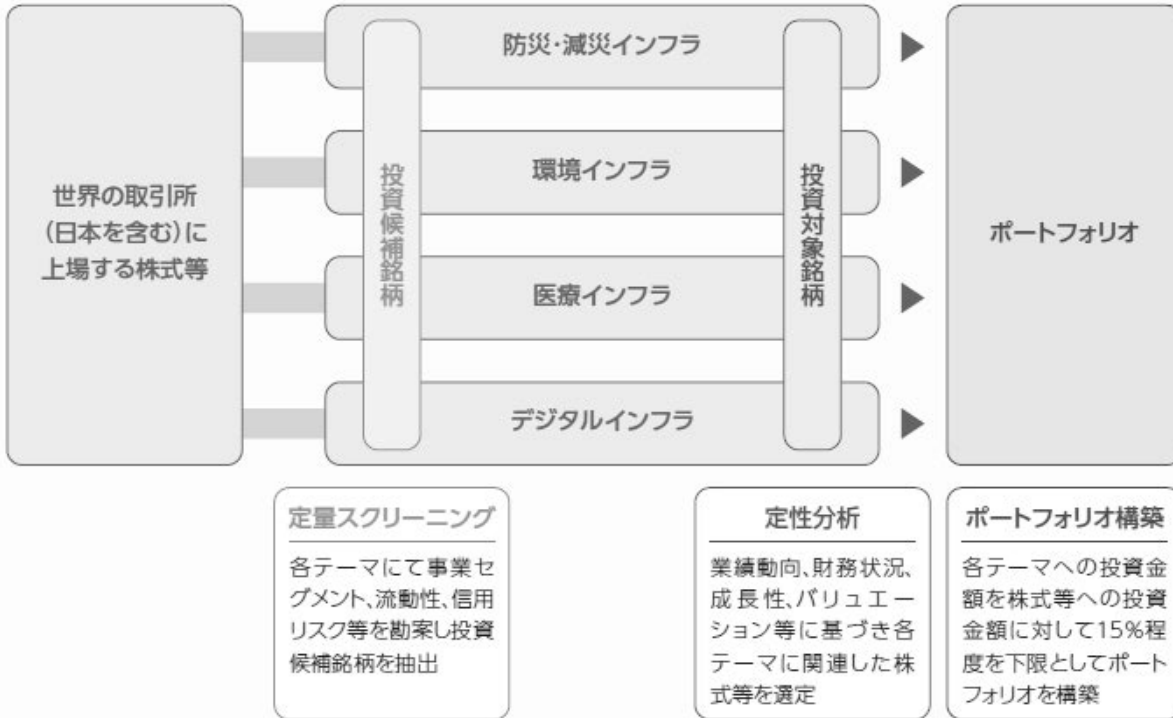 世界の取引所
（日本を含む）に
上場する株式等
防災・減災インフラ
環境インフラ
医療インフラ
デジタルインフラ
投資候補銘柄
投資対象銘柄
ポートフォリオ
定量スクリーニング
各テーマにて事業セ
グメント、流動性、信用
リスク等を勘案し投資
候補銘柄を抽出
定性分析
業績動向、財務状況、
成長性、バリュエー
ション等に基づき各
テーマに関連した株
式等を選定
ポートフォリオ構築
各テーマへの投資金
額を株式等への投資
金額に対して15%程
度を下限としてポート
フォリオを構築